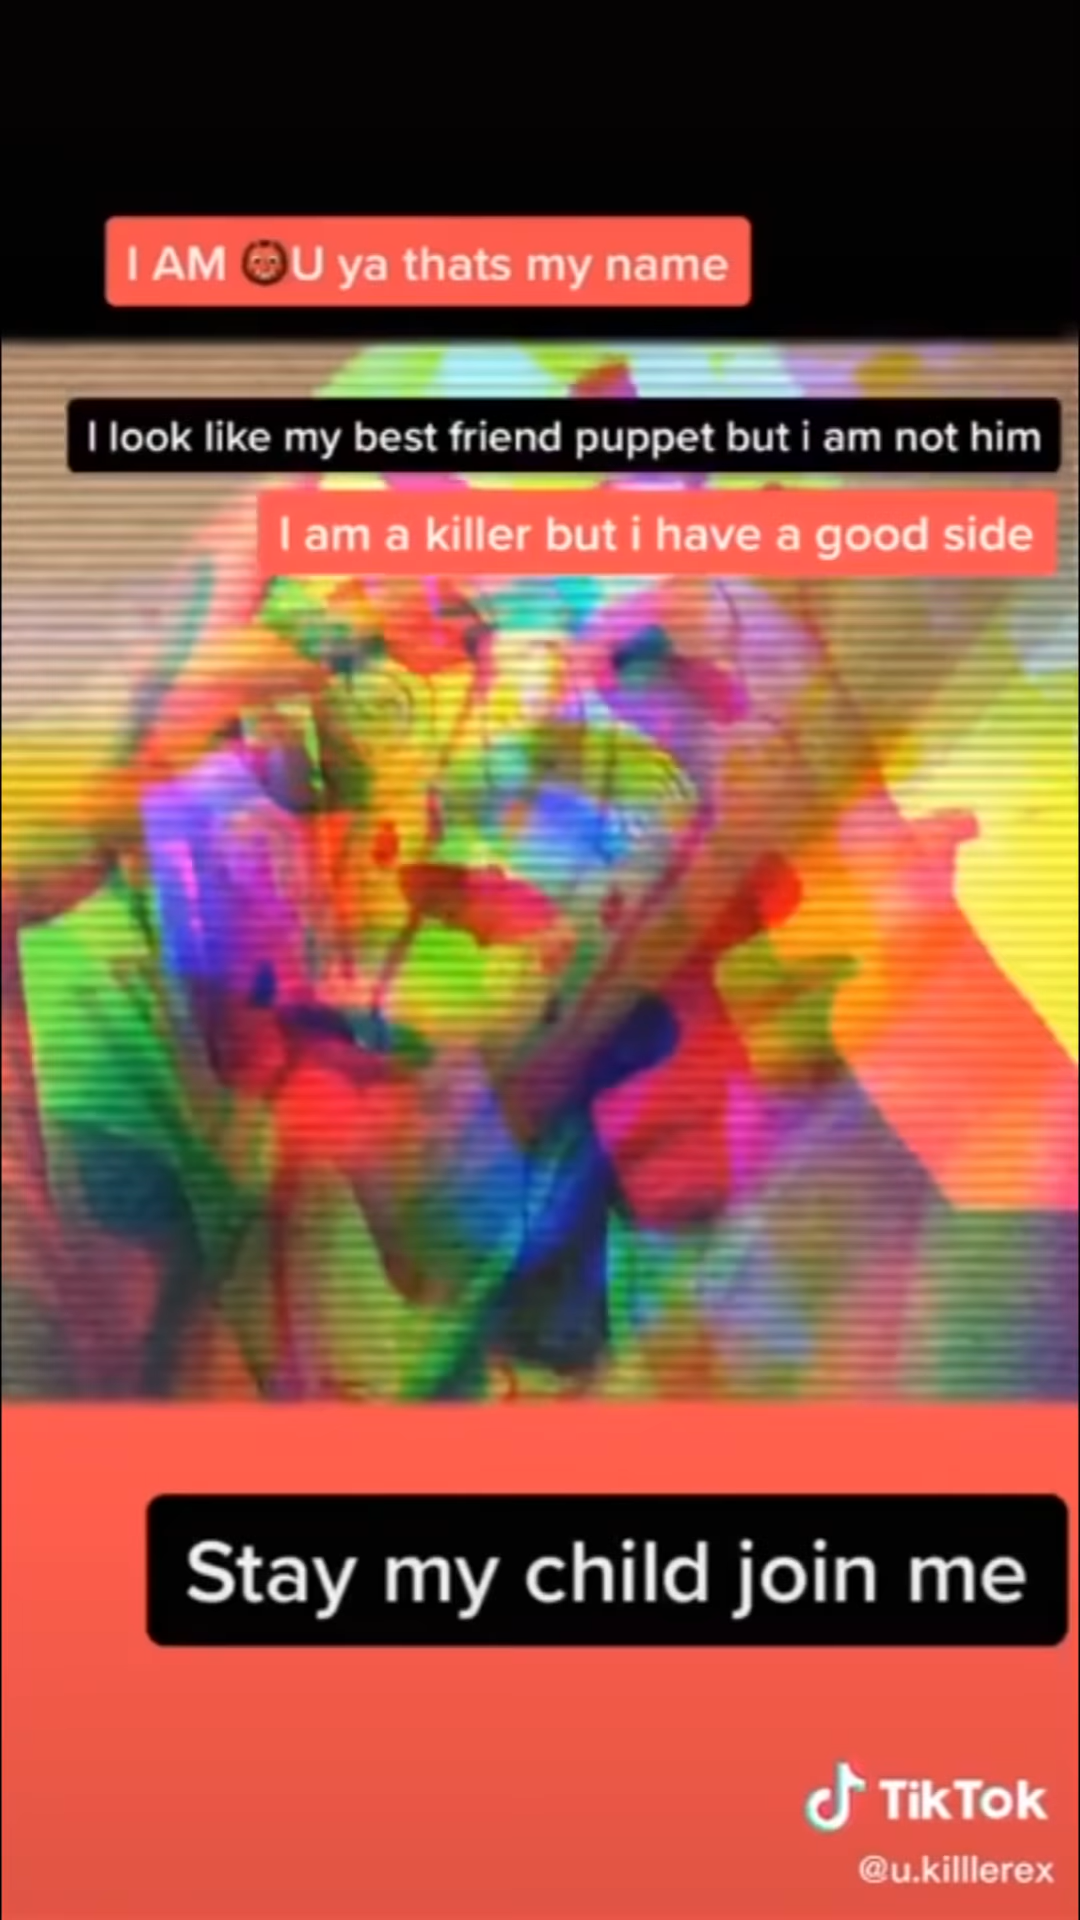 I AM 👹U ya thats my name
I look like my best friend puppet but i am not him
I am a killer but i have a good side
Stay my child join me
TikTok
@u.killlerex